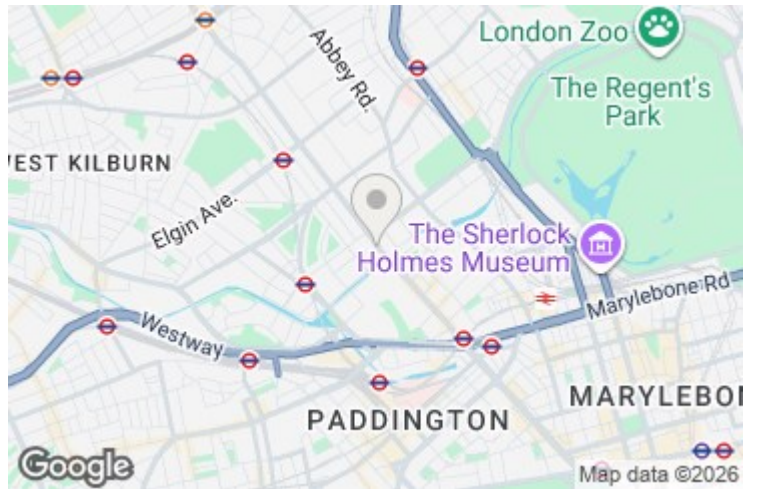 London Zoo
The Regent's
Park
Abbey Rd.
EST KILBURN
Elgin Ave.
The Sherlock
Holmes Museum
Marylebone Rd
Westway
MARYLEBO
PADDINGTON
Google
Map data ©2026